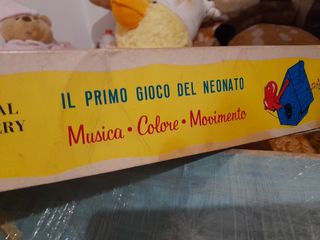 IL PRIMO GIOCO DEL NEONATO
Musica • Colore • Movimento